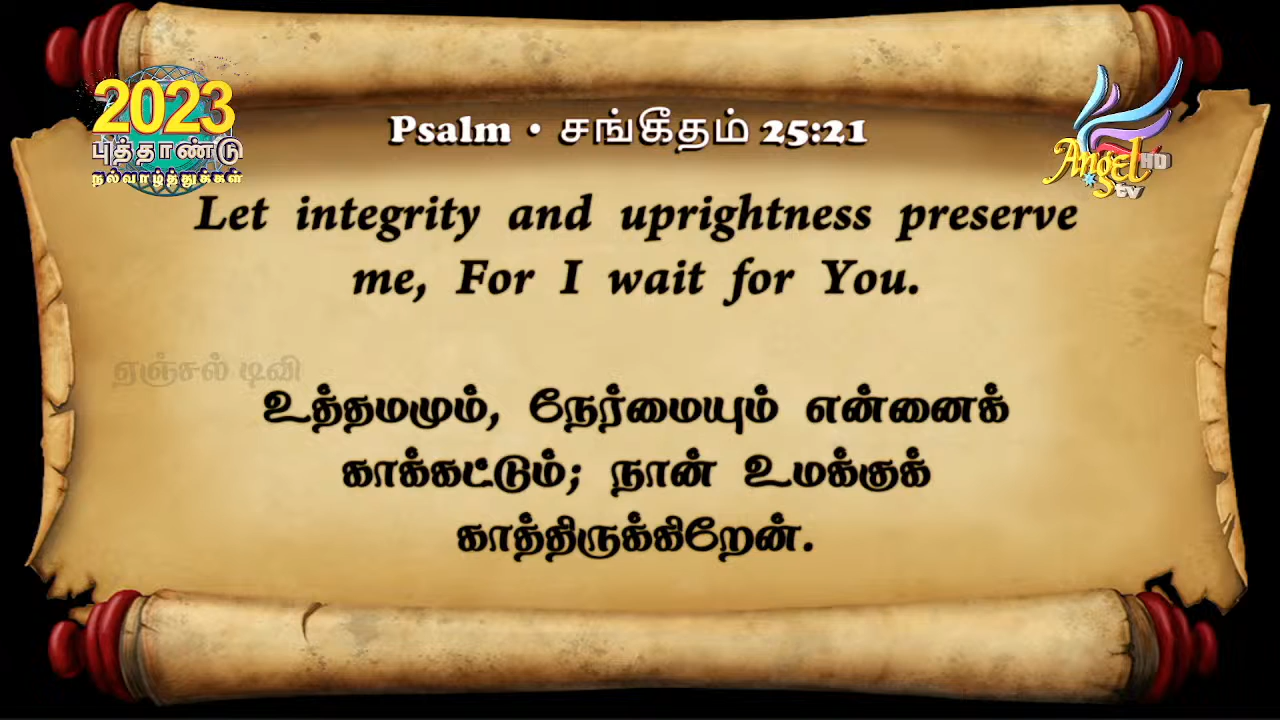 2023
புத்தாண்டு
நல்வாழ்த்துக்கள்
Psalm • சங்கீதம் 25:21
Angel HD
tv
Let integrity and uprightness preserve
me, For I wait for You.
ஏஞ்சல் டிவி
உத்தமமும், நேர்மையும் என்னைக்
காக்கட்டும்; நான் உமக்குக்
காத்திருக்கிறேன்.